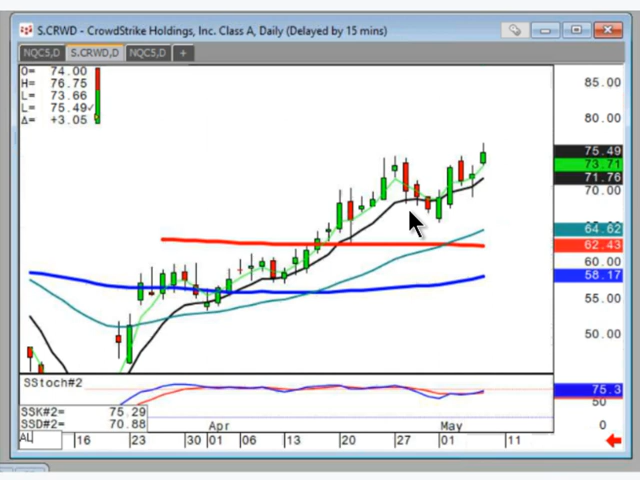 S.CRWD - CrowdStrike Holdings, Inc. Class A, Daily (Delayed by 15 mins)
NQC5,D S.CRWD,D NQC5,D +
O= 74.00
H= 76.75
L= 73.66
L= 75.49✓
Δ= +3.05
85.00
80.00
75.49
73.71
71.76
70.00
64.62
62.43
60.00
58.17
55.00
50.00
SStoch#2
SSK#2= 75.29
SSD#2= 70.88
75.3
50
0
Apr May
16 23 30 01 06 13 20 27 01 11